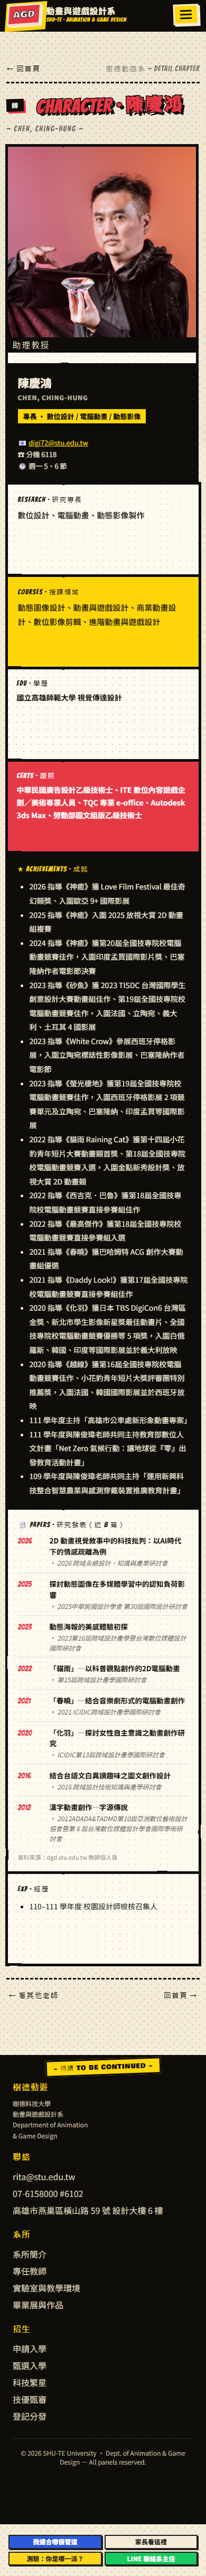 AGD
動畫與遊戲設計系
SHU-TE · ANIMATION & GAME DESIGN
← 回首頁
樹德動遊系 — DETAIL CHAPTER
師
CHARACTER · 陳慶鴻
— CHEN, CHING-HUNG —
助理教授
陳慶鴻
CHEN, CHING-HUNG
專長 · 數位設計 / 電腦動畫 / 動態影像
digi72@stu.edu.tw
分機 6118
週一 5、6 節
RESEARCH · 研究專長
數位設計、電腦動畫、動態影像製作
COURSES · 授課領域
動態圖像設計、動畫與遊戲設計、商業動畫設
計、數位影像剪輯、進階動畫與遊戲設計
EDU · 學歷
國立高雄師範大學 視覺傳達設計
CERTS · 證照
中華民國廣告設計乙級技術士、ITE 數位內容遊戲企
劃／美術專業人員、TQC 專業 e-office、Autodesk
3ds Max、勞動部圖文組版乙級技術士
★ ACHIEVEMENTS · 成就
2026 指導《神癒》獲 Love Film Festival 最佳奇
幻類獎、入圍歐亞 9+ 國際影展
2025 指導《神癒》入圍 2025 放視大賞 2D 動畫
組複賽
2024 指導《神癒》獲第20屆全國技專院校電腦
動畫競賽佳作，入圍印度孟買國際影片獎、巴塞
隆納作者電影節決賽
2023 指導《矽魚》獲 2023 TISDC 台灣國際學生
創意設計大賽動畫組佳作、第19屆全國技專院校
電腦動畫競賽佳作，入圍法國、立陶宛、義大
利、土耳其 4 國影展
2023 指導《White Crow》參展西班牙停格影
展，入圍立陶宛標誌性影像影展、巴塞隆納作者
電影節
2023 指導《螢光棲地》獲第19屆全國技專院校
電腦動畫競賽佳作，入圍西班牙停格影展 2 項競
賽單元及立陶宛、巴塞隆納、印度孟買等國際影
展
2022 指導《貓雨 Raining Cat》獲第十四屆小花
豹青年短片大賽動畫類首獎、第18屆全國技專院
校電腦動畫競賽入選，入圍金點新秀設計獎、放
視大賞 2D 動畫類
2022 指導《西吉克．巴魯》獲第18屆全國技專
院校電腦動畫競賽直接參賽組佳作
2022 指導《最高傑作》獲第18屆全國技專院校
電腦動畫競賽直接參賽組入選
2021 指導《春曉》獲巴哈姆特 ACG 創作大賽動
畫組優選
2021 指導《Daddy Look!》獲第17屆全國技專院
校電腦動畫競賽直接參賽組佳作
2020 指導《化羽》獲日本 TBS DigiCon6 台灣區
金獎、新北市學生影像新星獎最佳動畫片、全國
技專院校電腦動畫競賽優勝等 5 項獎，入圍白俄
羅斯、韓國、印度等國際影展並於義大利放映
2020 指導《越線》獲第16屆全國技專院校電腦
動畫競賽佳作、小花豹青年短片大獎評審團特別
推薦獎，入圍法國、韓國國際影展並於西班牙放
映
111 學年度主持「高雄市公車處新形象動畫專案」
111 學年度與陳俊瑋老師共同主持教育部數位人
文計畫「Net Zero 氣候行動：讓地球從『零』出
發教育活動計畫」
109 學年度與陳俊瑋老師共同主持「運用新興科
技整合智慧農業與感測穿戴裝置推廣教育計畫」
PAPERS · 研究發表（ 近 8 篇 ）
2026
2D 動畫視覺敘事中的科技批判：以AI時代
下的情感疏離為例
· 2026 跨域永續設計．知識與產業研討會
2025
探討動態圖像在多媒體學習中的認知負荷影
響
· 2025中華民國設計學會 第30屆國際設計研討會
2023
動態海報的美感體驗初探
· 2023第16屆跨域設計產學暨台灣數位媒體設計
國際研討會
2022
「貓雨」—以科普觀點創作的2D電腦動畫
· 第15屆跨域設計產學國際研討會
2021
「春曉」—結合音樂劇形式的電腦動畫創作
· 2021 ICIDIC跨域設計產學國際研討會
2020
「化羽」—探討女性自主意識之動畫創作研
究
· ICIDIC第13屆跨域設計產學國際研討會
2016
結合台語文白異讀趣味之圖文創作設計
· 2016 跨域設計技術知識與產學研討會
2012
漢字動畫創作─字源傳說
· 2012ADADA&TADMD第10屆亞洲數位藝術設計
協會暨第 6 屆台灣數位媒體設計學會國際學術研
討會
資料來源：dgd.stu.edu.tw 教師個人頁
EXP · 經歷
110–111 學年度 校園設計師檢核召集人
← 看其他老師
回首頁 →
— 待續 TO BE CONTINUED —
樹德動遊
樹德科技大學
動畫與遊戲設計系
Department of Animation
& Game Design
聯絡
rita@stu.edu.tw
07-6158000 #6102
高雄市燕巢區橫山路 59 號 設計大樓 6 樓
系所
系所簡介
專任教師
實驗室與教學環境
畢業展與作品
招生
申請入學
甄選入學
科技繁星
技優甄審
登記分發
© 2026 SHU-TE University · Dept. of Animation & Game
Design — All panels reserved.
我適合哪個管道
家長看這裡
測驗：你是哪一派？
LINE 聯絡系主任